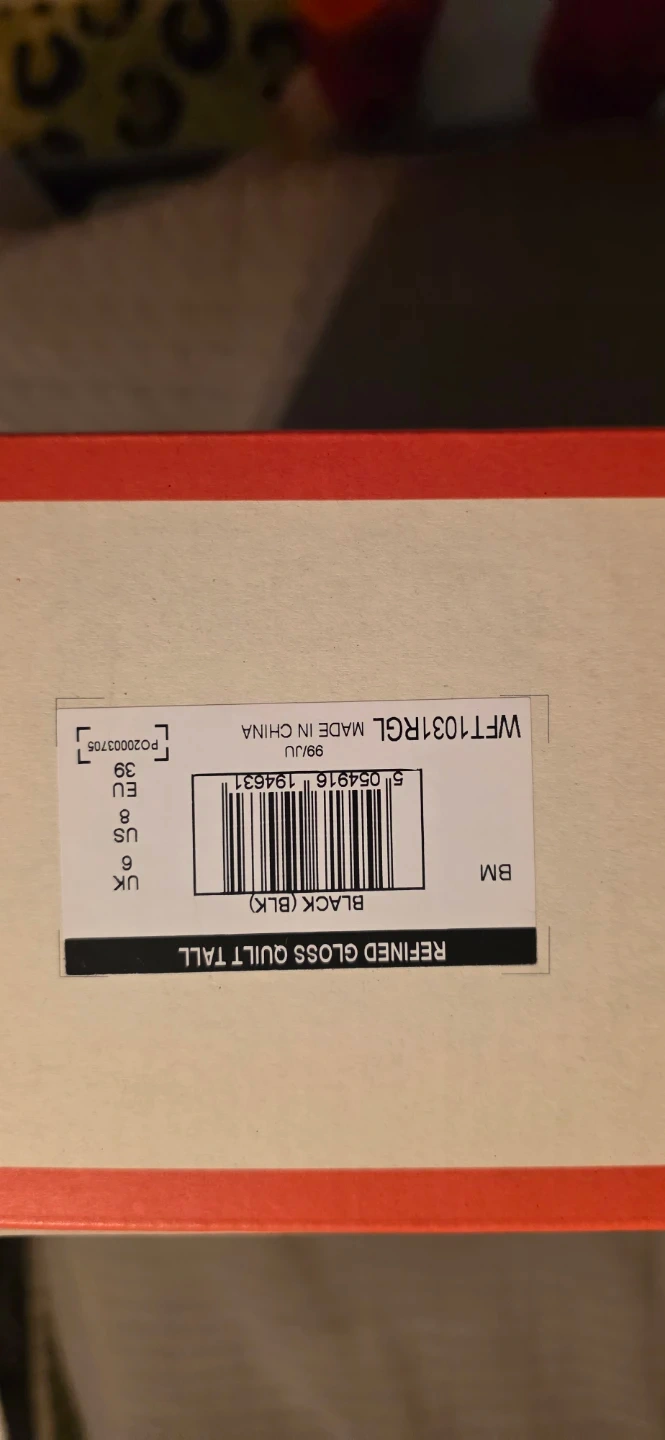 REFINED GLOSS QUILT TALL
BLACK (BLK)
BM
5 054916 194631
UK
6
US
8
EU
39
99/JU
WFT1031RGL MADE IN CHINA
PO20003705